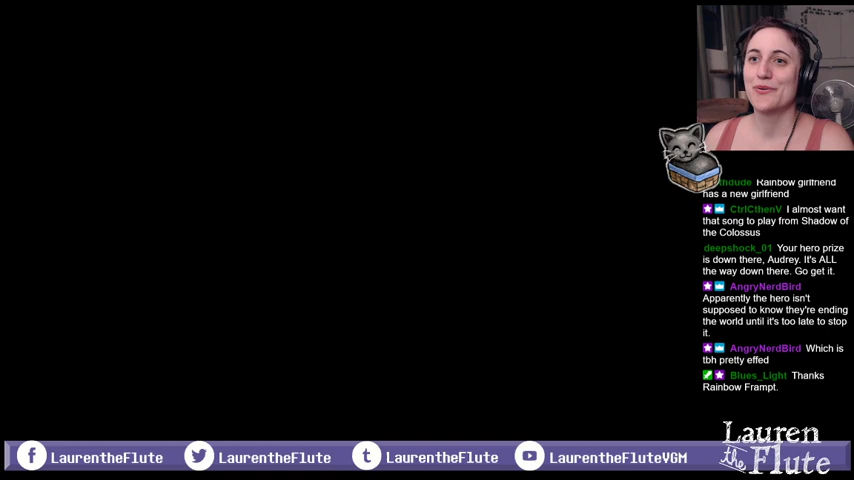 Rainbow girlfriend
has a new girlfriend
CtrlCthenV I almost want
that song to play from Shadow of
the Colossus
deepshock_01 Your hero prize
is down there, Audrey. It's ALL
the way down there. Go get it.
AngryNerdBird
Apparently the hero isn't
supposed to know they're ending
the world until it's too late to stop
it.
AngryNerdBird Which is
tbh pretty effed
Blues_Light Thanks
Rainbow Frampt.
Lauren
the Flute
LaurentheFlute LaurentheFlute LaurentheFlute LaurentheFluteVGM